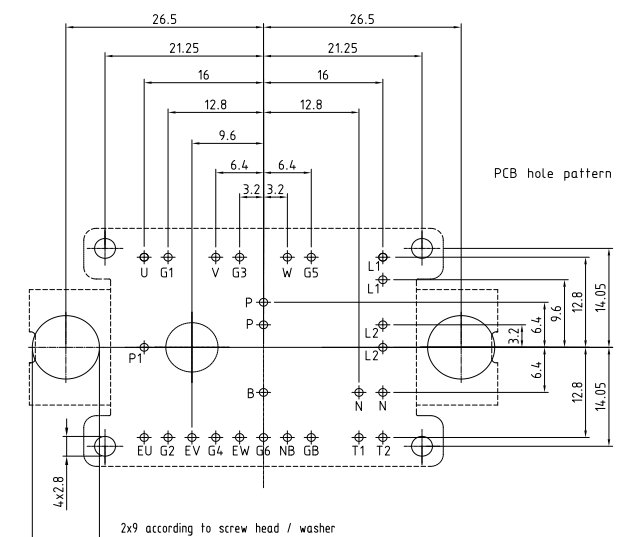 26.5 26.5
21.25 21.25
16 16
12.8 12.8
9.6
6.4 6.4
3.2 3.2
PCB hole pattern
U G1 V G3 W G5 L1
L1
P
P L2
P1 L2
B N N
3.2 6.4 9.6 12.8 14.05
6.4 12.8 14.05
EU G2 EV G4 EW G6 NB GB T1 T2
4x2.8
2x9 according to screw head / washer